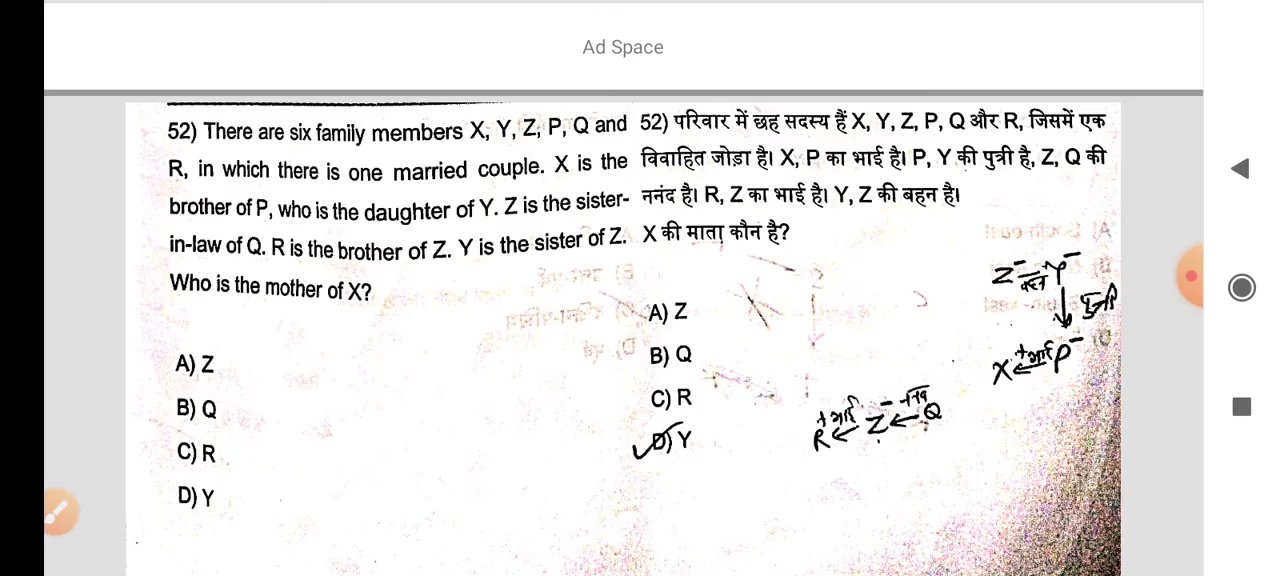 Ad Space
52) There are six family members X, Y, Z, P, Q and
R, in which there is one married couple. X is the
brother of P, who is the daughter of Y. Z is the sister-
in-law of Q. R is the brother of Z. Y is the sister of Z.
Who is the mother of X?
A) Z
B) Q
C) R
D) Y
52) परिवार में छह सदस्य हैं X, Y, Z, P, Q और R, जिसमें एक
विवाहित जोड़ा है। X, P का भाई है। P, Y की पुत्री है, Z, Q की
ननंद है। R, Z का भाई है। Y, Z की बहन है।
X की माता कौन है?
A) Z
B) Q
C) R
D) Y
Z⁻ Y⁻
पुत्री
X + भाई P⁻
+ भाई
R Z Q